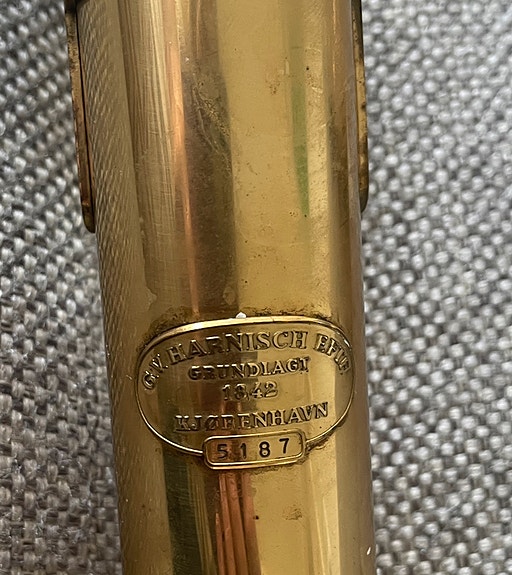 G.V. HARNISCH EFTF.
GRUNDLAGT
1842
KJØBENHAVN
5187